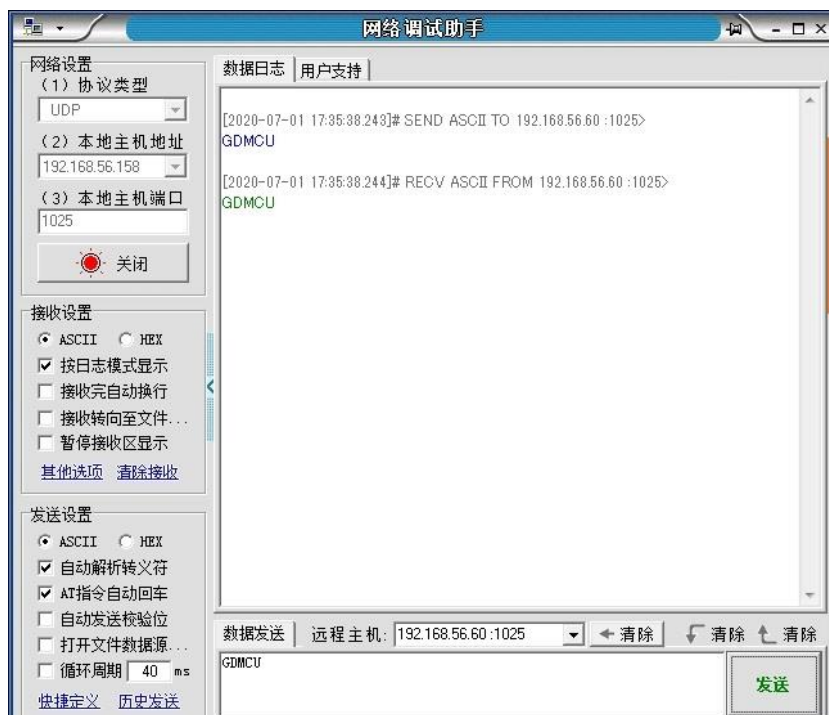 网络调试助手
网络设置
（1）协议类型
UDP
（2）本地主机地址
192.168.56.158
（3）本地主机端口
1025
关闭
接收设置
ASCII HEX
按日志模式显示
接收完自动换行
接收转向至文件...
暂停接收区显示
其他选项 清除接收
发送设置
ASCII HEX
自动解析转义符
AT指令自动回车
自动发送校验位
打开文件数据源...
循环周期 40 ms
快捷定义 历史发送
数据日志 用户支持
[2020-07-01 17:35:38.243]# SEND ASCII TO 192.168.56.60 :1025>
GDMCU
[2020-07-01 17:35:38.244]# RECV ASCII FROM 192.168.56.60 :1025>
GDMCU
数据发送 远程主机: 192.168.56.60 :1025 清除 清除 清除
GDMCU
发送